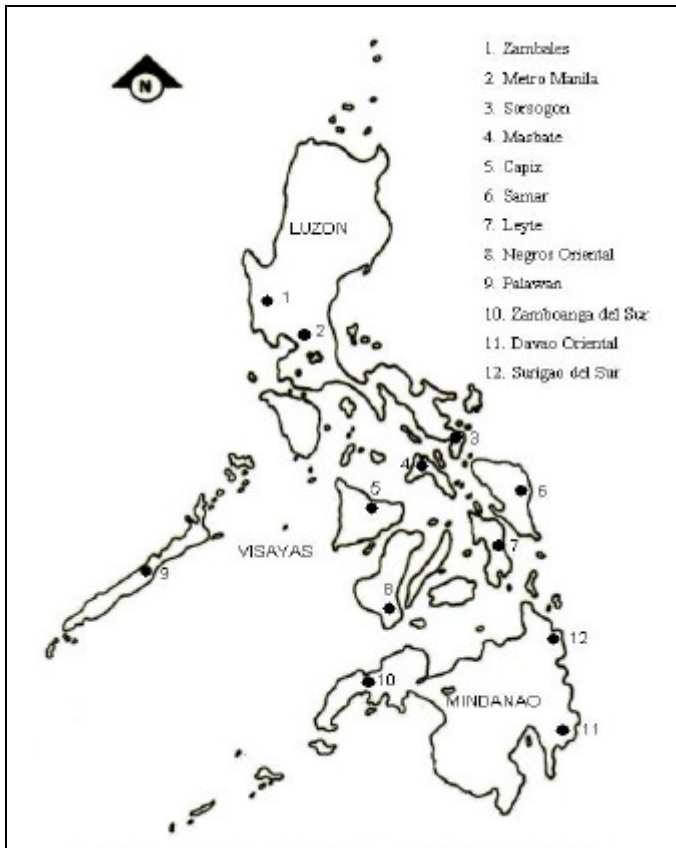 N
1. Zambales
2 Metro Manila
3. Sorsogon
4. Masbate
5. Capiz
6. Samar
7. Leyte
8. Negros Oriental
9. Palawan
10. Zamboanga del Sur
11. Davao Oriental
12. Surigao del Sur
LUZON
1
2
3
4
5
6
7
VISAYAS
9
8
12
10
MINDANAO
11